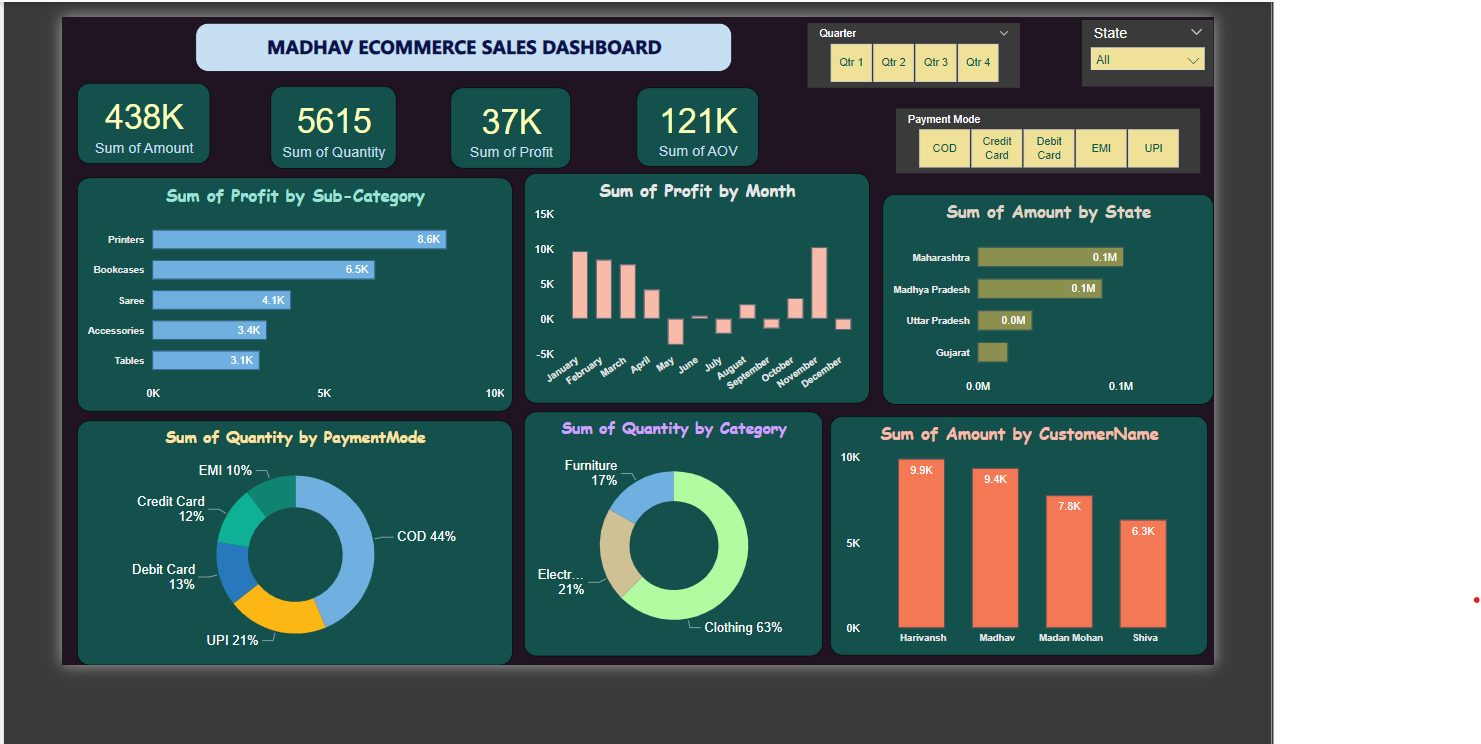 MADHAV ECOMMERCE SALES DASHBOARD
Quarter
Qtr 1 Qtr 2 Qtr 3 Qtr 4
State
All
438K
Sum of Amount
5615
Sum of Quantity
37K
Sum of Profit
121K
Sum of AOV
Payment Mode
COD
Credit
Card
Debit
Card
EMI
UPI
Sum of Profit by Sub-Category
Printers 8.6K
Bookcases 6.5K
Saree 4.1K
Accessories 3.4K
Tables 3.1K
0K 5K 10K
Sum of Profit by Month
15K
10K
5K
0K
-5K
January February March April May June July August September October November December
Sum of Amount by State
Maharashtra 0.1M
Madhya Pradesh 0.1M
Uttar Pradesh 0.0M
Gujarat
0.0M 0.1M
Sum of Quantity by PaymentMode
EMI 10%
Credit Card
12%
COD 44%
Debit Card
13%
UPI 21%
Sum of Quantity by Category
Furniture
17%
Electr...
21%
Clothing 63%
Sum of Amount by CustomerName
10K
5K
0K
9.9K
9.4K
7.8K
6.3K
Harivansh Madhav Madan Mohan Shiva